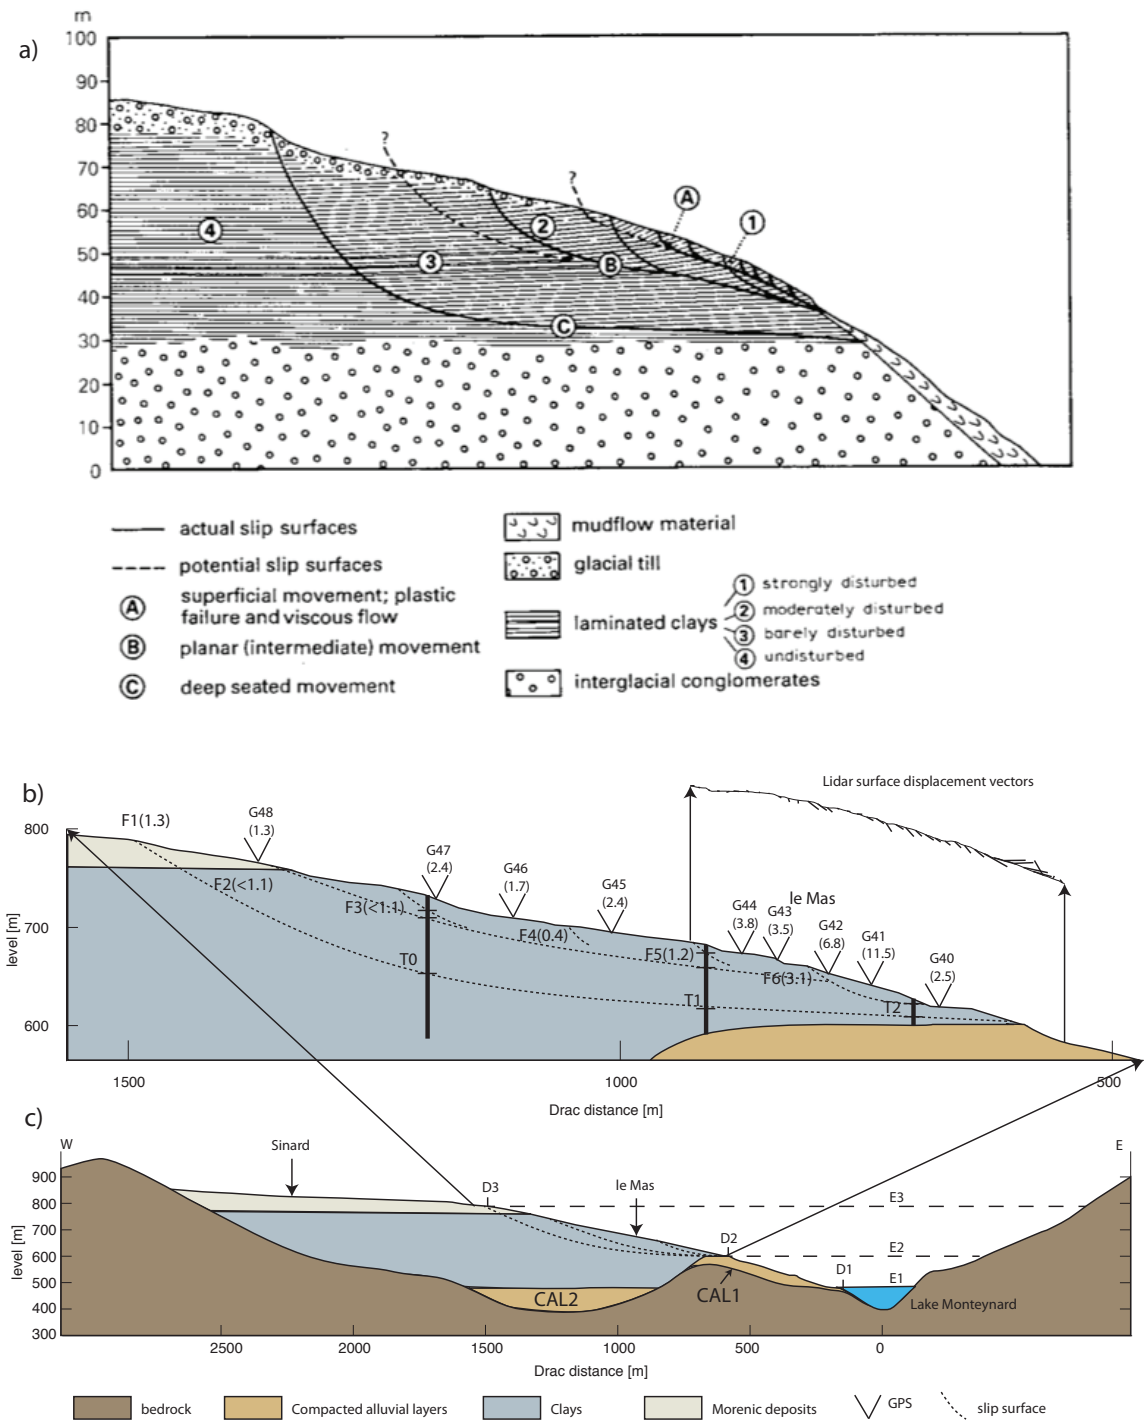 m
a)
100
90
80
70
60
50
40
30
20
10
0
?
?
A
1
2
4
3
B
C
actual slip surfaces
potential slip surfaces
A superficial movement; plastic
failure and viscous flow
B planar (intermediate) movement
C deep seated movement
mudflow material
glacial till
laminated clays
1 strongly disturbed
2 moderately disturbed
3 barely disturbed
4 undisturbed
interglacial conglomerates
b)
Lidar surface displacement vectors
level [m]
800
700
600
F1(1.3)
G48
(1.3)
F2(<1.1)
G47
(2.4)
F3(<1.1)
G46
(1.7)
G45
(2.4)
F4(0.4)
T0
le Mas
G44
(3.8)
G43
(3.5)
G42
(6.8)
G41
(11.5)
G40
(2.5)
F5(1.2)
F6(3.1)
T1
T2
1500
1000
500
Drac distance [m]
c)
W
E
Sinard
D3
le Mas
E3
D2
E2
D1
E1
CAL2
CAL1
Lake Monteynard
level [m]
900
800
700
600
500
400
300
2500
2000
1500
1000
500
0
Drac distance [m]
bedrock
Compacted alluvial layers
Clays
Morenic deposits
GPS
slip surface